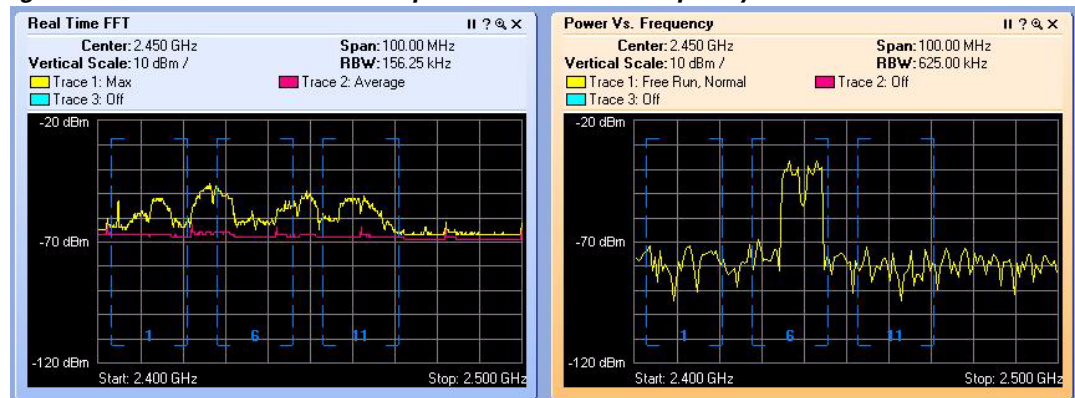 Real Time FFT
Center: 2.450 GHz Span: 100.00 MHz
Vertical Scale: 10 dBm / RBW: 156.25 kHz
Trace 1: Max Trace 2: Average
Trace 3: Off
-20 dBm
-70 dBm
1 6 11
-120 dBm
Start: 2.400 GHz Stop: 2.500 GHz
Power Vs. Frequency
Center: 2.450 GHz Span: 100.00 MHz
Vertical Scale: 10 dBm / RBW: 625.00 kHz
Trace 1: Free Run, Normal Trace 2: Off
Trace 3: Off
-20 dBm
-70 dBm
1 6 11
-120 dBm
Start: 2.400 GHz Stop: 2.500 GHz